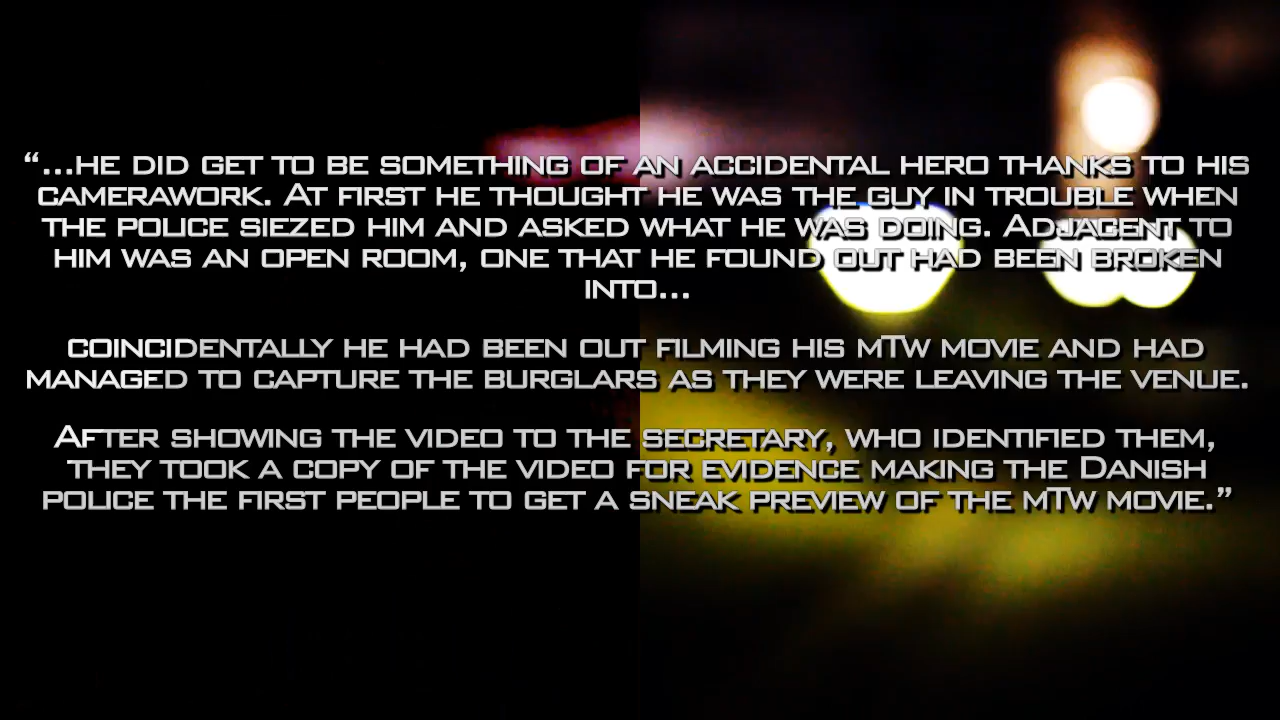 “...he did get to be something of an accidental hero thanks to his
camerawork. At first he thought he was the guy in trouble when
the police siezed him and asked what he was doing. Adjacent to
him was an open room, one that he found out had been broken
into...
coincidentally he had been out filming his mTw movie and had
managed to capture the burglars as they were leaving the venue.
After showing the video to the secretary, who identified them,
they took a copy of the video for evidence making the Danish
police the first people to get a sneak preview of the mTw movie.”